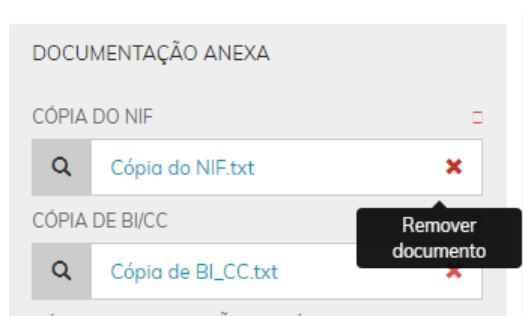 DOCUMENTAÇÃO ANEXA
CÓPIA DO NIF
Cópia do NIF.txt
CÓPIA DE BI/CC
Remover
documento
Cópia de BI_CC.txt